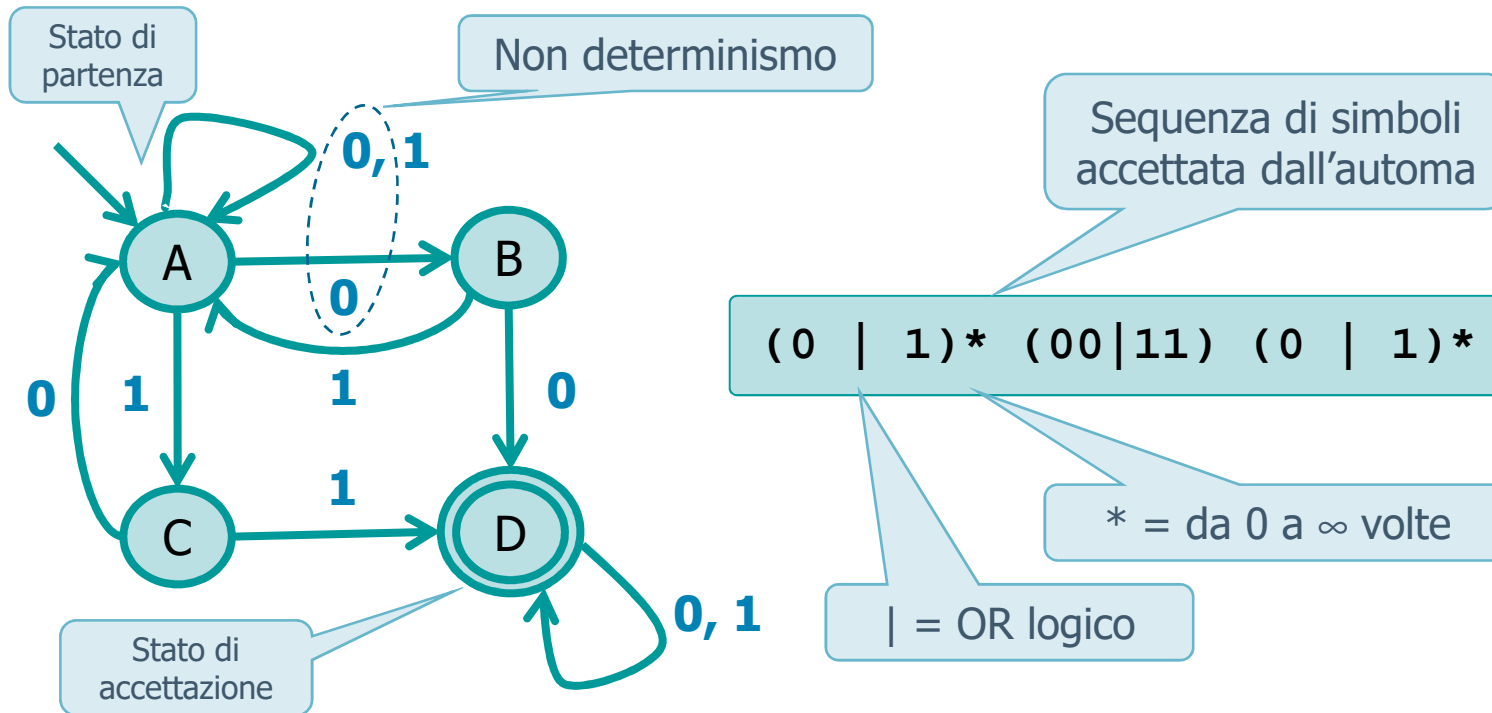 Stato di
partenza
Non determinismo
Sequenza di simboli
accettata dall'automa
0, 1
A
B
0
(0 | 1)* (00|11) (0 | 1)*
0
1
1
0
1
C
D
* = da 0 a ∞ volte
0, 1
| = OR logico
Stato di
accettazione